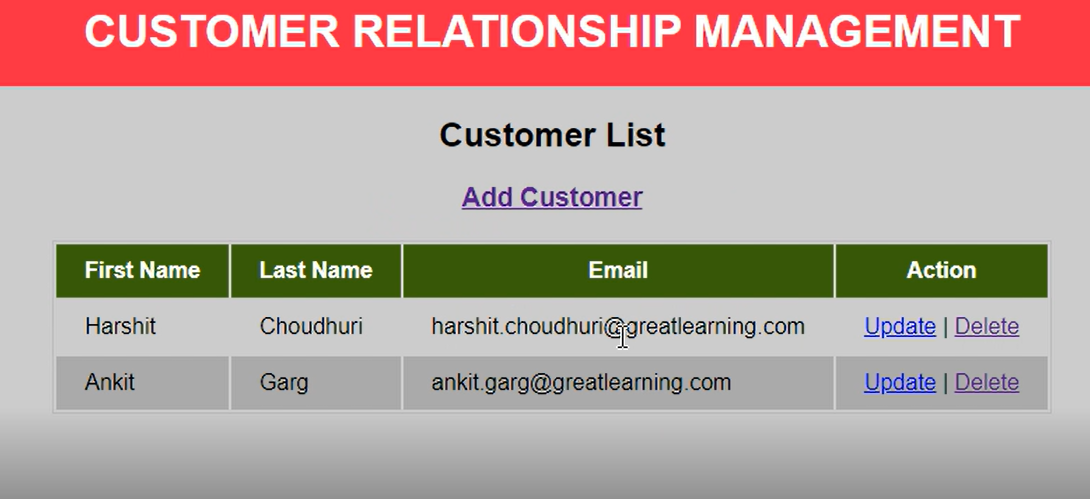 CUSTOMER RELATIONSHIP MANAGEMENT
Customer List
Add Customer
First Name Last Name Email Action
Harshit Choudhuri harshit.choudhuri@greatlearning.com Update | Delete
Ankit Garg ankit.garg@greatlearning.com Update | Delete